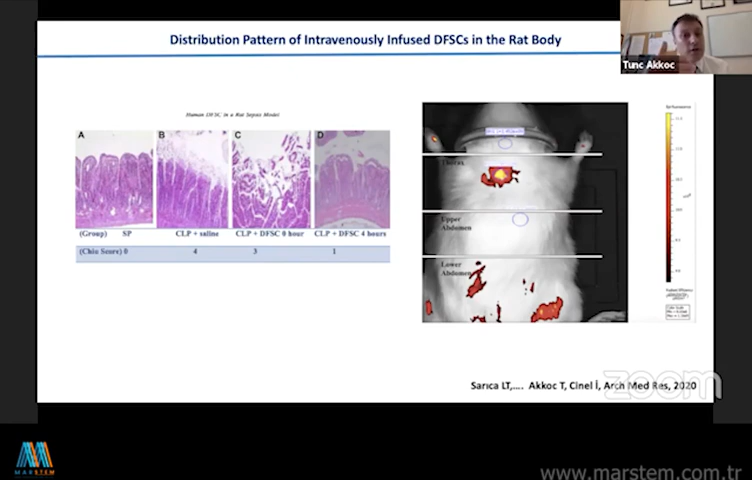 Distribution Pattern of Intravenously Infused DFSCs in the Rat Body
Tunc Akkoc
Human DFSC in a Rat Sepsis Model
A B C D
(Group) SP CLP + saline CLP + DFSC 0 hour CLP + DFSC 4 hours
(Chiu Score) 0 4 3 1
Thorax
Upper
Abdomen
Lower
Abdomen
Sarıca LT,.... Akkoc T, Cinel İ, Arch Med Res, 2020
zoom
MARSTEM
www.marstem.com.tr